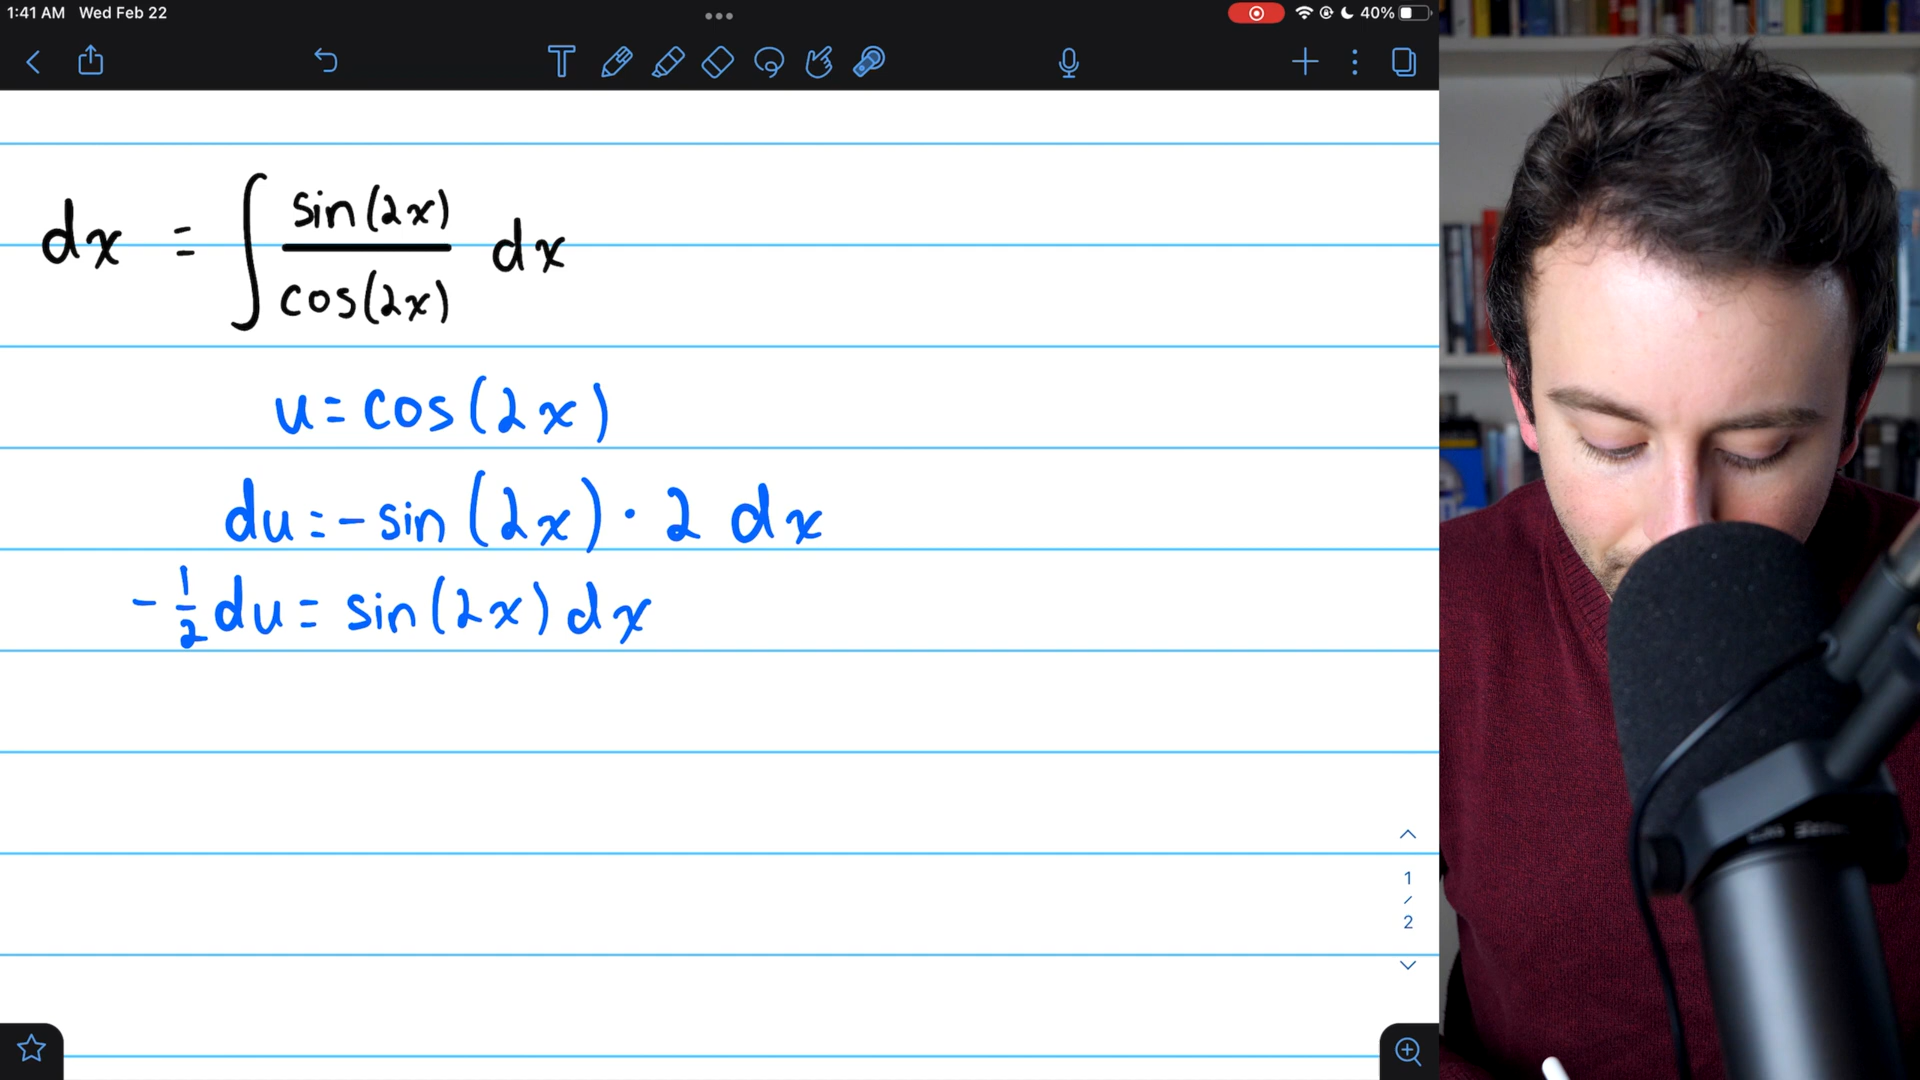 1:41 AM Wed Feb 22
40%
dx = ∫ sin(2x) / cos(2x) dx
u = cos(2x)
du = -sin(2x) · 2 dx
-1/2 du = sin(2x) dx
1
/
2